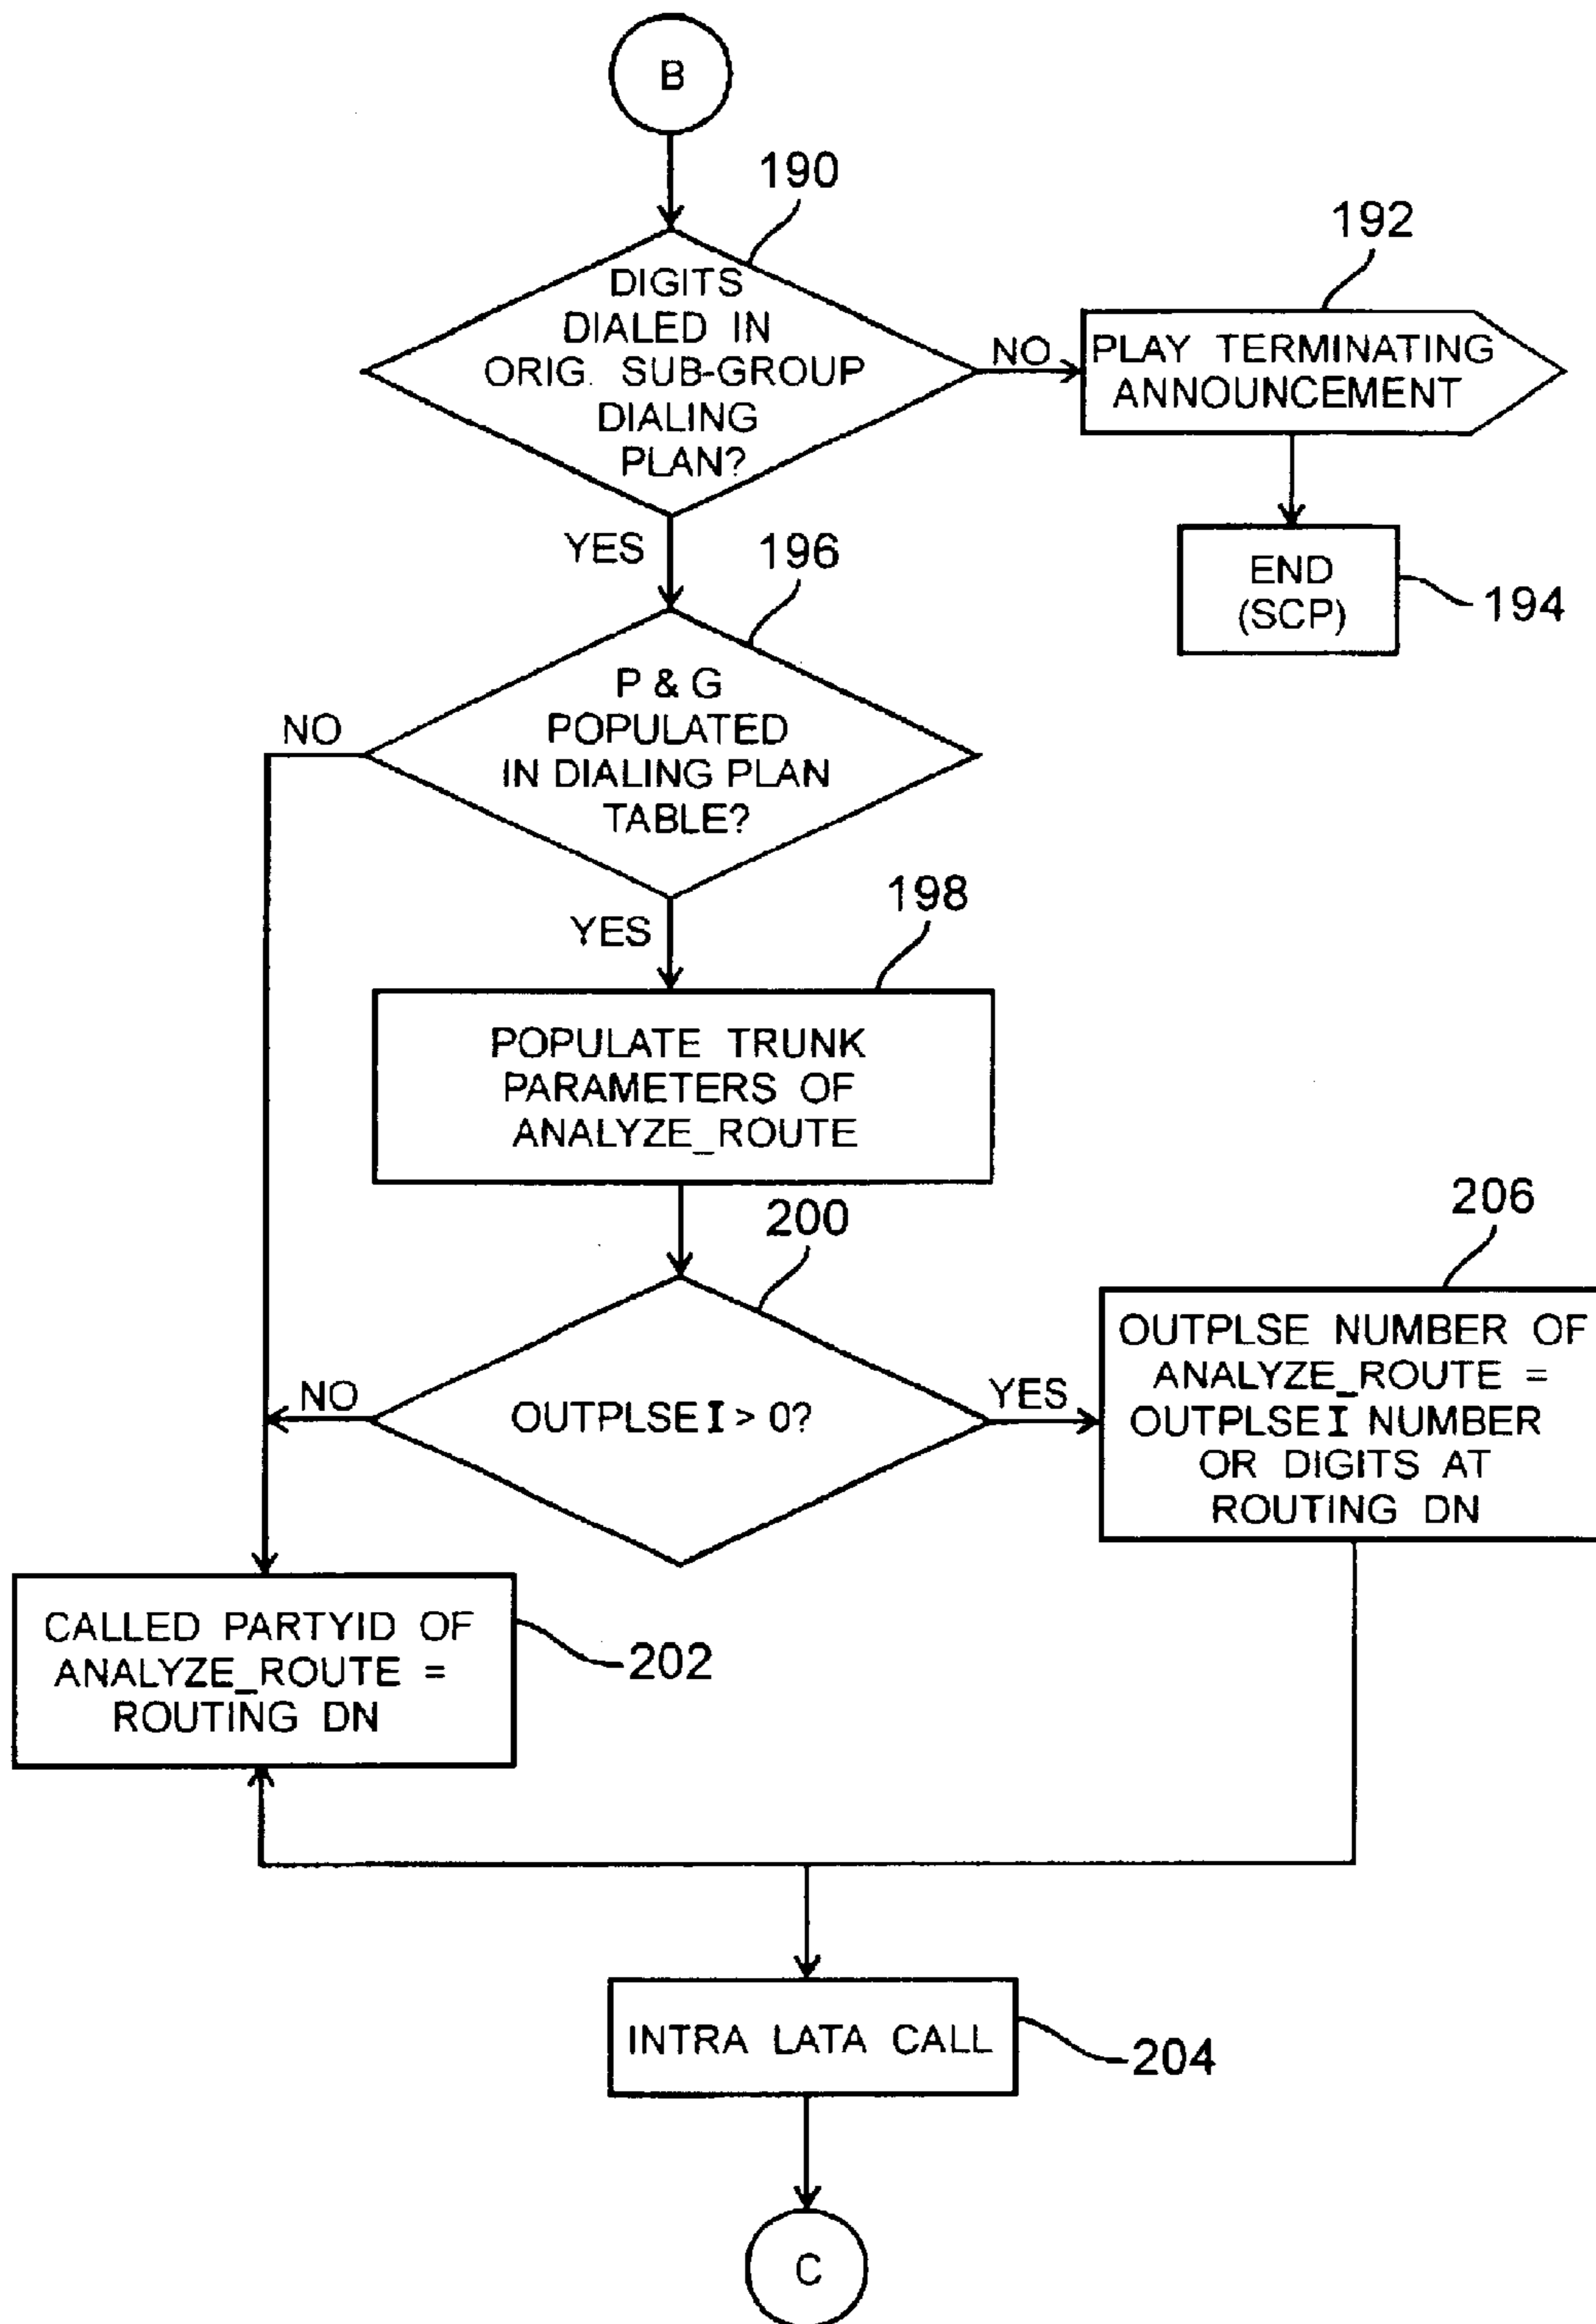 B
190
DIGITS
DIALED IN
ORIG. SUB-GROUP
DIALING
PLAN?
NO
192
PLAY TERMINATING
ANNOUNCEMENT
END
(SCP)
194
YES
196
P & G
POPULATED
IN DIALING PLAN
TABLE?
NO
YES
198
POPULATE TRUNK
PARAMETERS OF
ANALYZE_ROUTE
200
OUTPLSEI > 0?
NO
YES
206
OUTPLSE NUMBER OF
ANALYZE_ROUTE =
OUTPLSEI NUMBER
OR DIGITS AT
ROUTING DN
CALLED PARTYID OF
ANALYZE_ROUTE =
ROUTING DN
202
INTRA LATA CALL
204
C